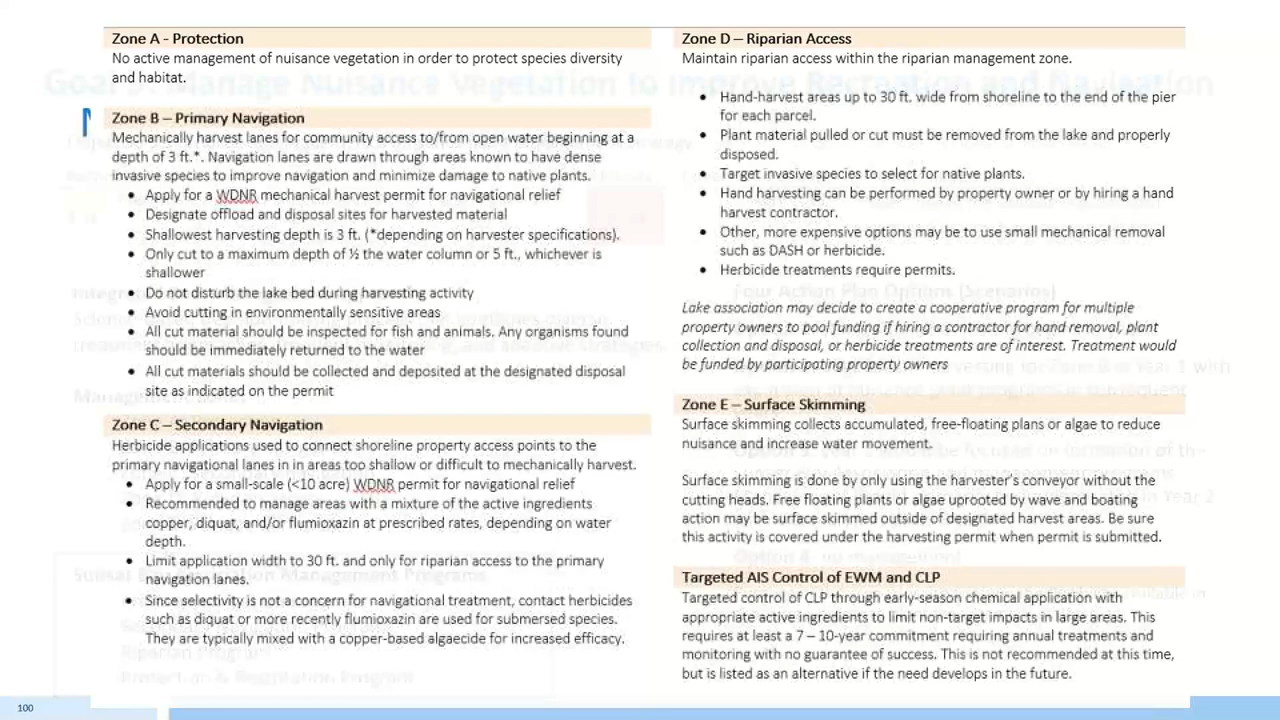 Zone A - Protection
No active management of nuisance vegetation in order to protect species diversity
and habitat.
Zone B – Primary Navigation
Mechanically harvest lanes for community access to/from open water beginning at a
depth of 3 ft.*. Navigation lanes are drawn through areas known to have dense
invasive species to improve navigation and minimize damage to native plants.
• Apply for a WDNR mechanical harvest permit for navigational relief
• Designate offload and disposal sites for harvested material
• Shallowest harvesting depth is 3 ft. (*depending on harvester specifications).
• Only cut to a maximum depth of ½ the water column or 5 ft., whichever is
shallower
• Do not disturb the lake bed during harvesting activity
• Avoid cutting in environmentally sensitive areas
• All cut material should be inspected for fish and animals. Any organisms found
should be immediately returned to the water
• All cut materials should be collected and deposited at the designated disposal
site as indicated on the permit
Zone C – Secondary Navigation
Herbicide applications used to connect shoreline property access points to the
primary navigational lanes in in areas too shallow or difficult to mechanically harvest.
• Apply for a small-scale (<10 acre) WDNR permit for navigational relief
• Recommended to manage areas with a mixture of the active ingredients
copper, diquat, and/or flumioxazin at prescribed rates, depending on water
depth.
• Limit application width to 30 ft. and only for riparian access to the primary
navigation lanes.
• Since selectivity is not a concern for navigational treatment, contact herbicides
such as diquat or more recently flumioxazin are used for submersed species.
They are typically mixed with a copper-based algaecide for increased efficacy.
Zone D – Riparian Access
Maintain riparian access within the riparian management zone.
• Hand-harvest areas up to 30 ft. wide from shoreline to the end of the pier
for each parcel.
• Plant material pulled or cut must be removed from the lake and properly
disposed.
• Target invasive species to select for native plants.
• Hand harvesting can be performed by property owner or by hiring a hand
harvest contractor.
• Other, more expensive options may be to use small mechanical removal
such as DASH or herbicide.
• Herbicide treatments require permits.
Lake association may decide to create a cooperative program for multiple
property owners to pool funding if hiring a contractor for hand removal, plant
collection and disposal, or herbicide treatments are of interest. Treatment would
be funded by participating property owners
Zone E – Surface Skimming
Surface skimming collects accumulated, free-floating plans or algae to reduce
nuisance and increase water movement.
Surface skimming is done by only using the harvester's conveyor without the
cutting heads. Free floating plants or algae uprooted by wave and boating
action may be surface skimmed outside of designated harvest areas. Be sure
this activity is covered under the harvesting permit when permit is submitted.
Targeted AIS Control of EWM and CLP
Targeted control of CLP through early-season chemical application with
appropriate active ingredients to limit non-target impacts in large areas. This
requires at least a 7 – 10-year commitment requiring annual treatments and
monitoring with no guarantee of success. This is not recommended at this time,
but is listed as an alternative if the need develops in the future.
100